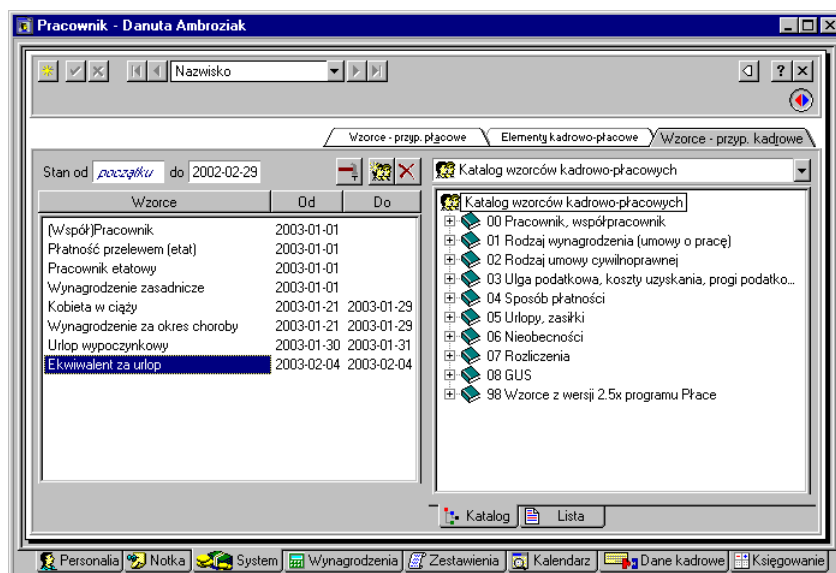 Pracownik - Danuta Ambroziak
Nazwisko
?
Wzorce - przyp. płacowe
Elementy kadrowo-płacowe
Wzorce - przyp. kadrowe
Stan od początku do 2002-02-29
Wzorce Od Do
(Współ)Pracownik 2003-01-01
Płatność przelewem (etat) 2003-01-01
Pracownik etatowy 2003-01-01
Wynagrodzenie zasadnicze 2003-01-01
Kobieta w ciąży 2003-01-21 2003-01-29
Wynagrodzenie za okres choroby 2003-01-21 2003-01-29
Urlop wypoczynkowy 2003-01-30 2003-01-31
Ekwiwalent za urlop 2003-02-04 2003-02-04
Katalog wzorców kadrowo-płacowych
Katalog wzorców kadrowo-płacowych
00 Pracownik, współpracownik
01 Rodzaj wynagrodzenia (umowy o pracę)
02 Rodzaj umowy cywilnoprawnej
03 Ulga podatkowa, koszty uzyskania, progi podatko...
04 Sposób płatności
05 Urlopy, zasiłki
06 Nieobecności
07 Rozliczenia
08 GUS
98 Wzorce z wersji 2.5x programu Płace
Katalog
Lista
Personalia
Notka
System
Wynagrodzenia
Zestawienia
Kalendarz
Dane kadrowe
Księgowanie